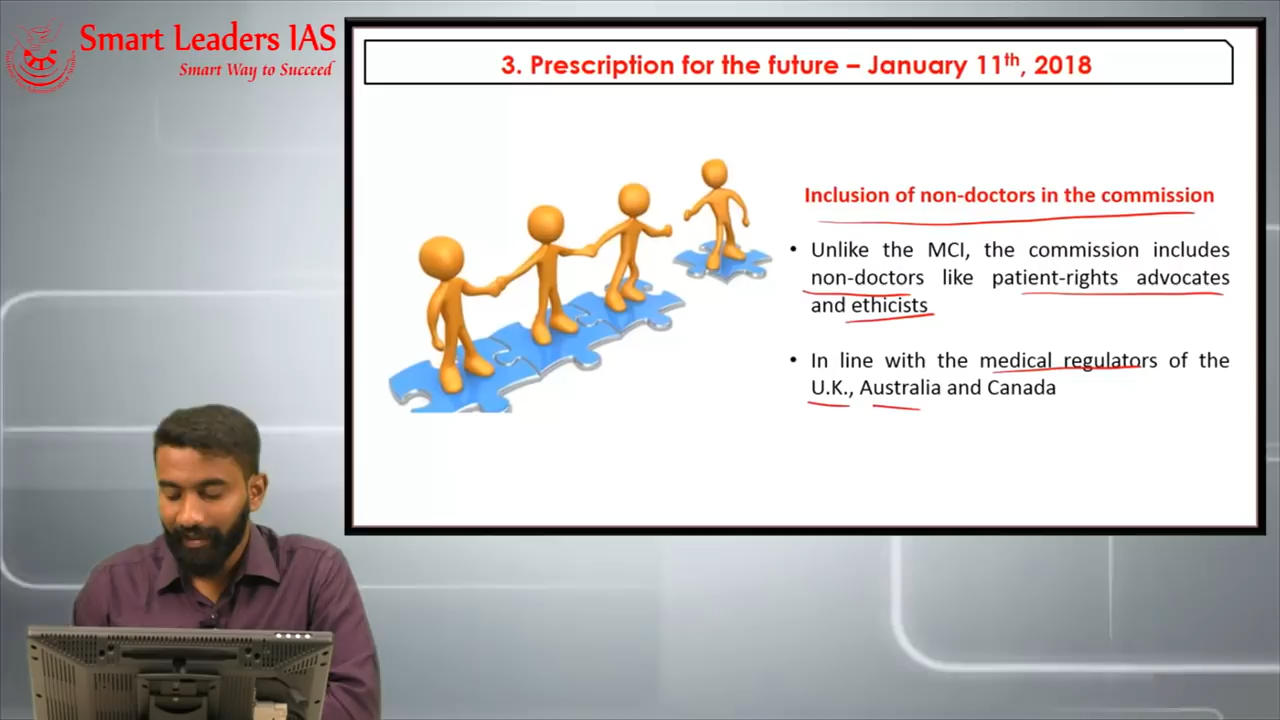 Smart Leaders IAS
Smart Way to Succeed
3. Prescription for the future – January 11th, 2018
Inclusion of non-doctors in the commission
• Unlike the MCI, the commission includes
non-doctors like patient-rights advocates
and ethicists
• In line with the medical regulators of the
U.K., Australia and Canada